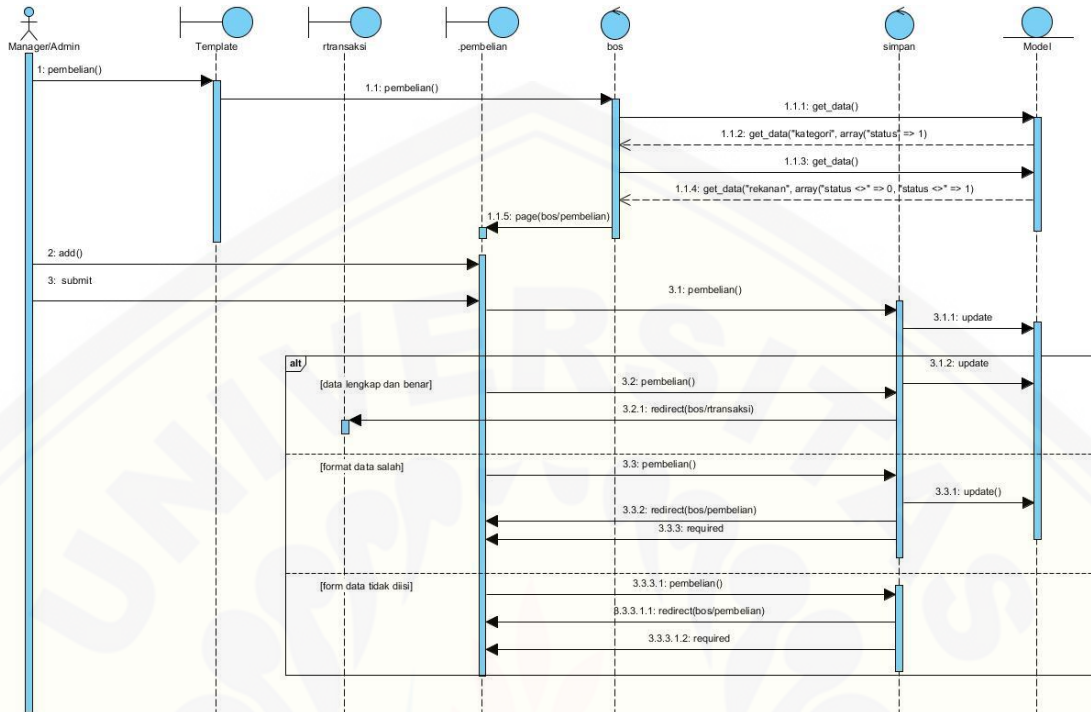 Manager/Admin
Template
rtransaksi
.pembelian
bos
simpan
Model
1: pembelian()
1.1: pembelian()
1.1.1: get_data()
1.1.2: get_data("kategori", array("status" => 1)
1.1.3: get_data()
1.1.4: get_data("rekanan", array("status <>" => 0, "status <>" => 1)
1.1.5: page(bos/pembelian)
2: add()
3: submit
3.1: pembelian()
3.1.1: update
alt
3.1.2: update
[data lengkap dan benar]
3.2: pembelian()
3.2.1: redirect(bos/rtransaksi)
[format data salah]
3.3: pembelian()
3.3.1: update()
3.3.2: redirect(bos/pembelian)
3.3.3: required
[form data tidak diisi]
3.3.3.1: pembelian()
3.3.3.1.1: redirect(bos/pembelian)
3.3.3.1.2: required
UNIVERSITAS